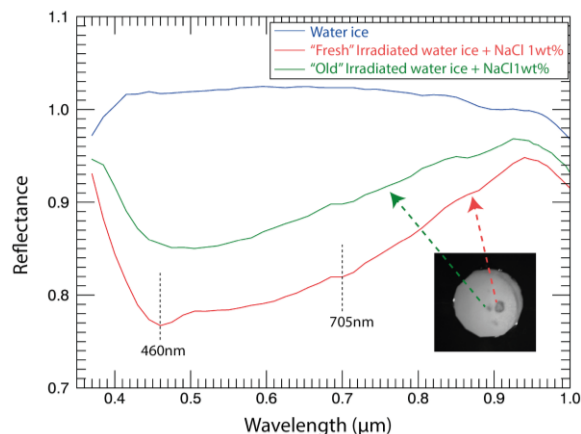 Water ice
“Fresh” Irradiated water ice + NaCl 1wt%
“Old” Irradiated water ice + NaCl1wt%
1.1
1.0
0.9
0.8
0.7
Reflectance
460nm
705nm
0.4 0.5 0.6 0.7 0.8 0.9 1.0
Wavelength (μm)